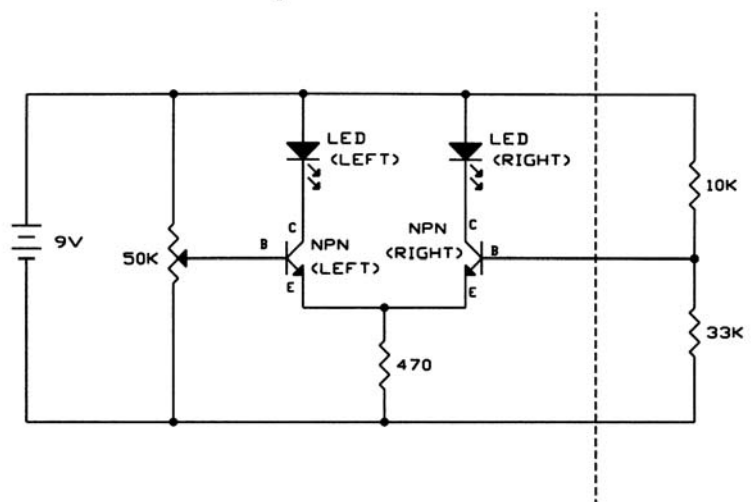 LED
(LEFT)
LED
(RIGHT)
10K
C
C
9V
50K
B
NPN
(LEFT)
NPN
(RIGHT)
B
E
E
33K
470